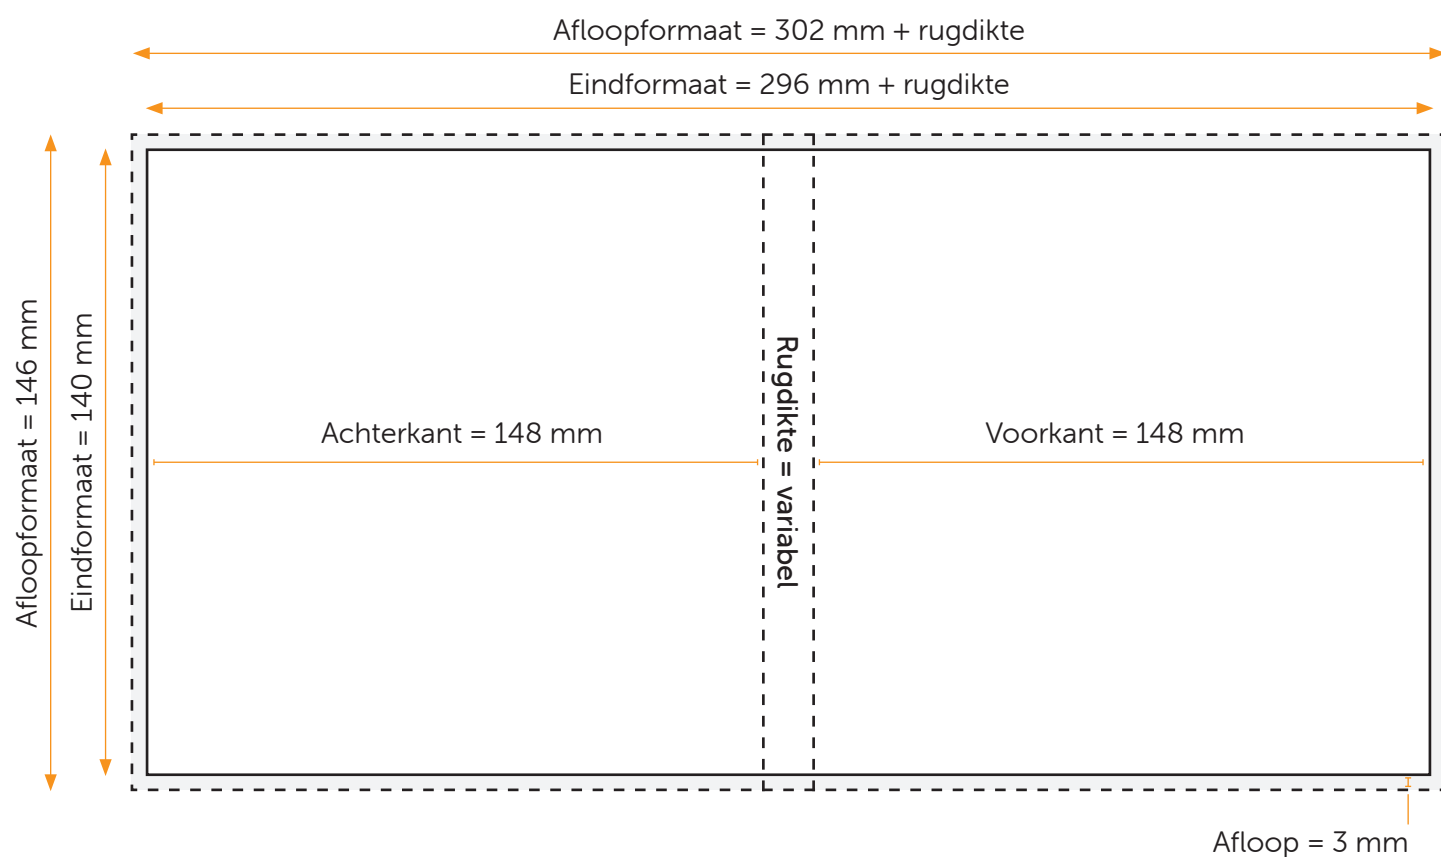 Afloopformaat = 302 mm + rugdikte
Eindformaat = 296 mm + rugdikte
Afloopformaat = 146 mm
Eindformaat = 140 mm
Achterkant = 148 mm
Rugdikte = variabel
Voorkant = 148 mm
Afloop = 3 mm